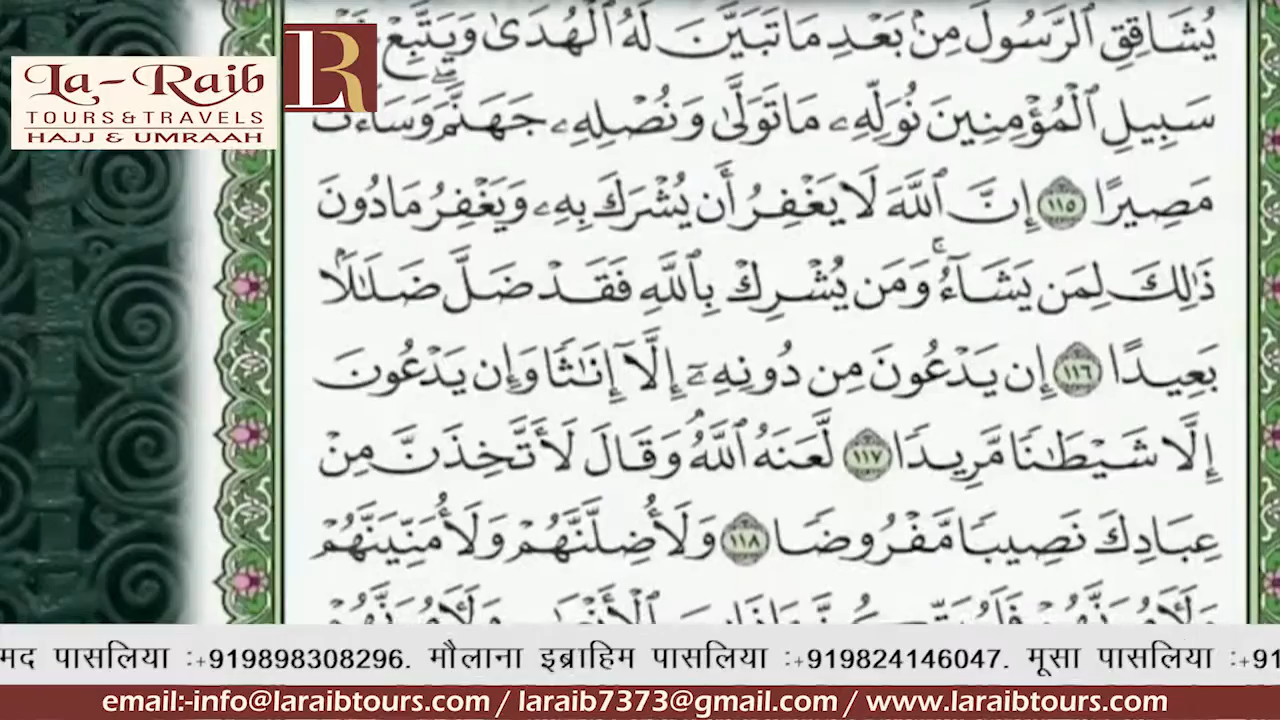 La-Raib
TOURS & TRAVELS
HAJJ & UMRAAH
LR
يُشَاقِقِ ٱلرَّسُولَ مِنۢ بَعْدِ مَا تَبَيَّنَ لَهُ ٱلْهُدَىٰ وَيَتَّبِعْ
سَبِيلِ ٱلْمُؤْمِنِينَ نُوَلِّهِۦ مَا تَوَلَّىٰ وَنُصْلِهِۦ جَهَنَّمَ ۖ وَسَآءَتْ
مَصِيرًا ١١٥ إِنَّ ٱللَّهَ لَا يَغْفِرُ أَن يُشْرَكَ بِهِۦ وَيَغْفِرُ مَا دُونَ
ذَٰلِكَ لِمَن يَشَآءُ ۚ وَمَن يُشْرِكْ بِٱللَّهِ فَقَدْ ضَلَّ ضَلَٰلًۢا
بَعِيدًا ١١٦ إِن يَدْعُونَ مِن دُونِهِۦٓ إِلَّآ إِنَٰثًا وَإِن يَدْعُونَ
إِلَّا شَيْطَٰنًا مَّرِيدًا ١١٧ لَّعَنَهُ ٱللَّهُ ۘ وَقَالَ لَأَتَّخِذَنَّ مِنْ
عِبَادِكَ نَصِيبًا مَّفْرُوضًا ١١٨ وَلَأُضِلَّنَّهُمْ وَلَأُمَنِّيَنَّهُمْ
मद पासलिया :+919898308296. मौलाना इब्राहिम पासलिया :+919824146047. मूसा पासलिया :+91
email:-info@laraibtours.com / laraib7373@gmail.com / www.laraibtours.com